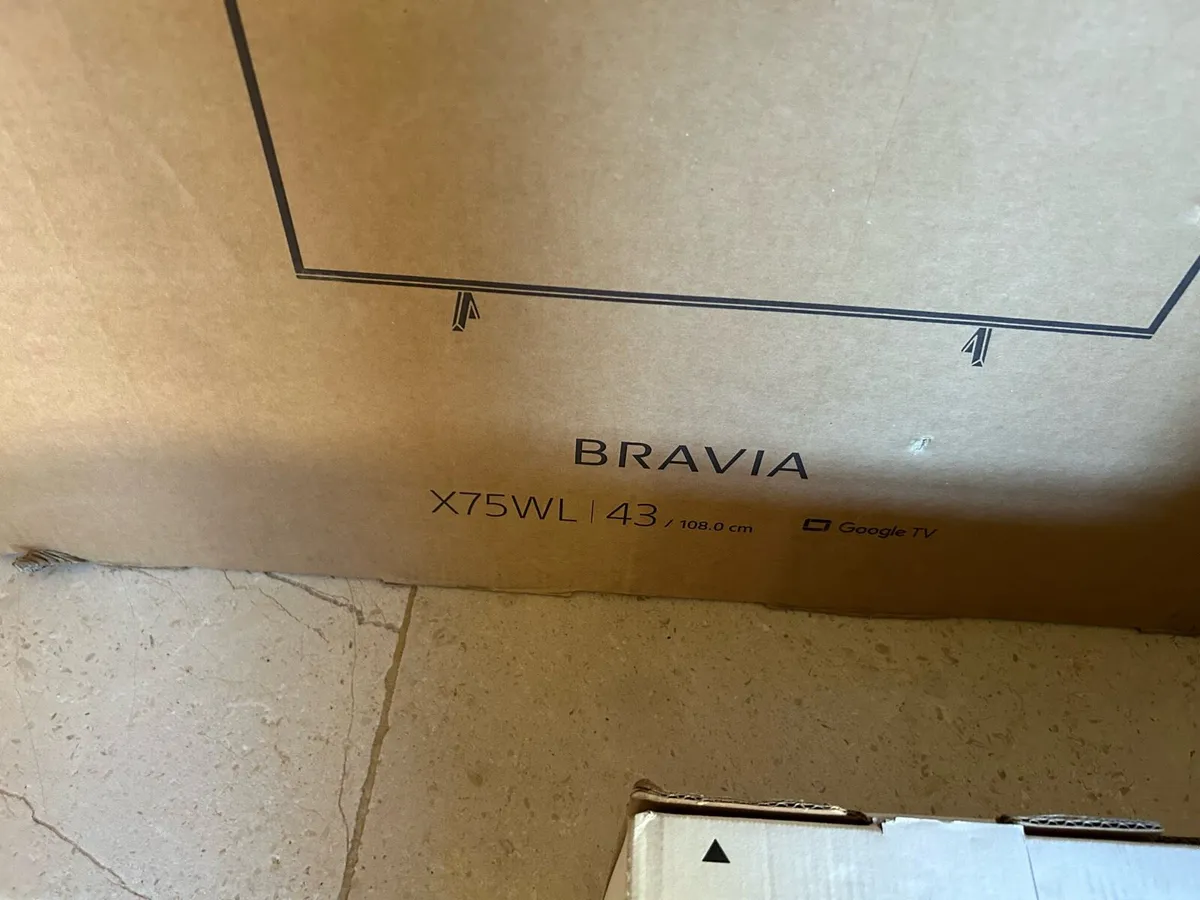 BRAVIA
X75WL | 43 / 108.0 cm
Google TV